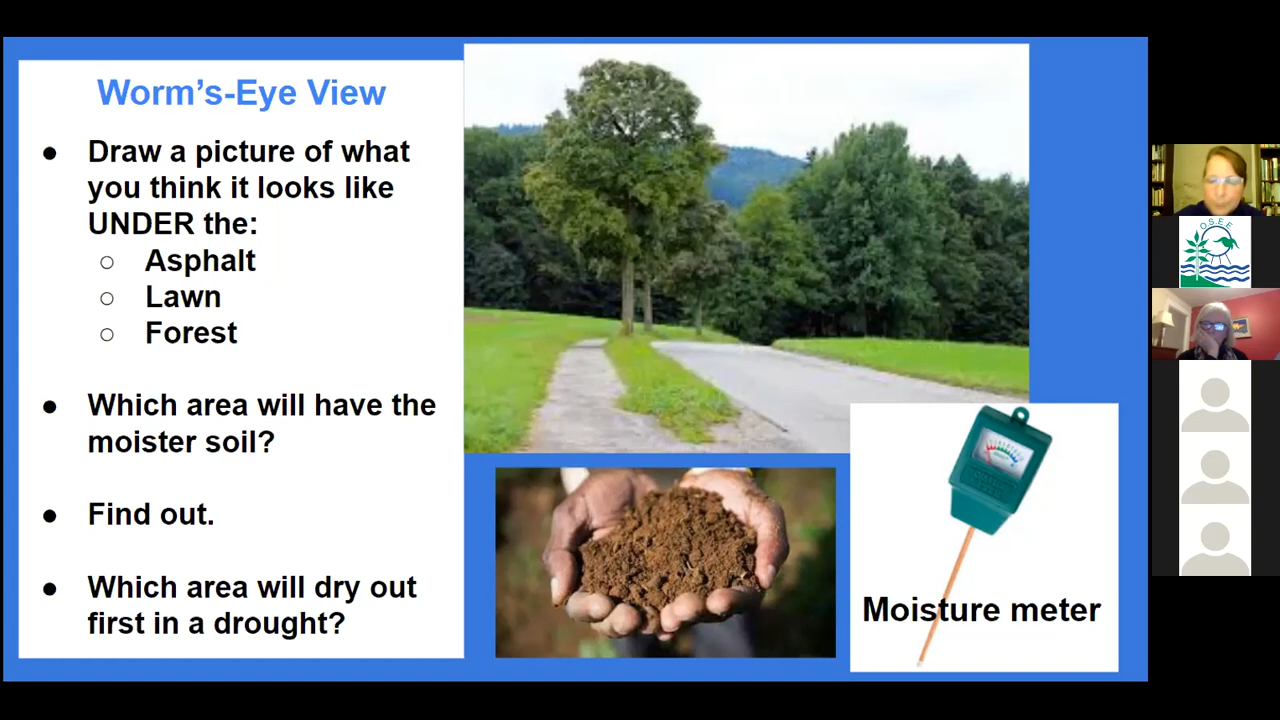 Worm's-Eye View
● Draw a picture of what
you think it looks like
UNDER the:
○ Asphalt
○ Lawn
○ Forest
● Which area will have the
moister soil?
● Find out.
● Which area will dry out
first in a drought?
Moisture meter
O.S.E.E